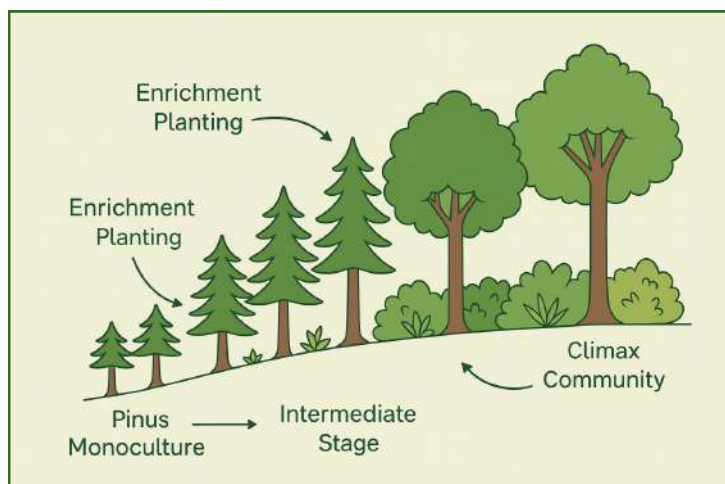 Enrichment
Planting
Enrichment
Planting
Pinus
Monoculture
Intermediate
Stage
Climax
Community